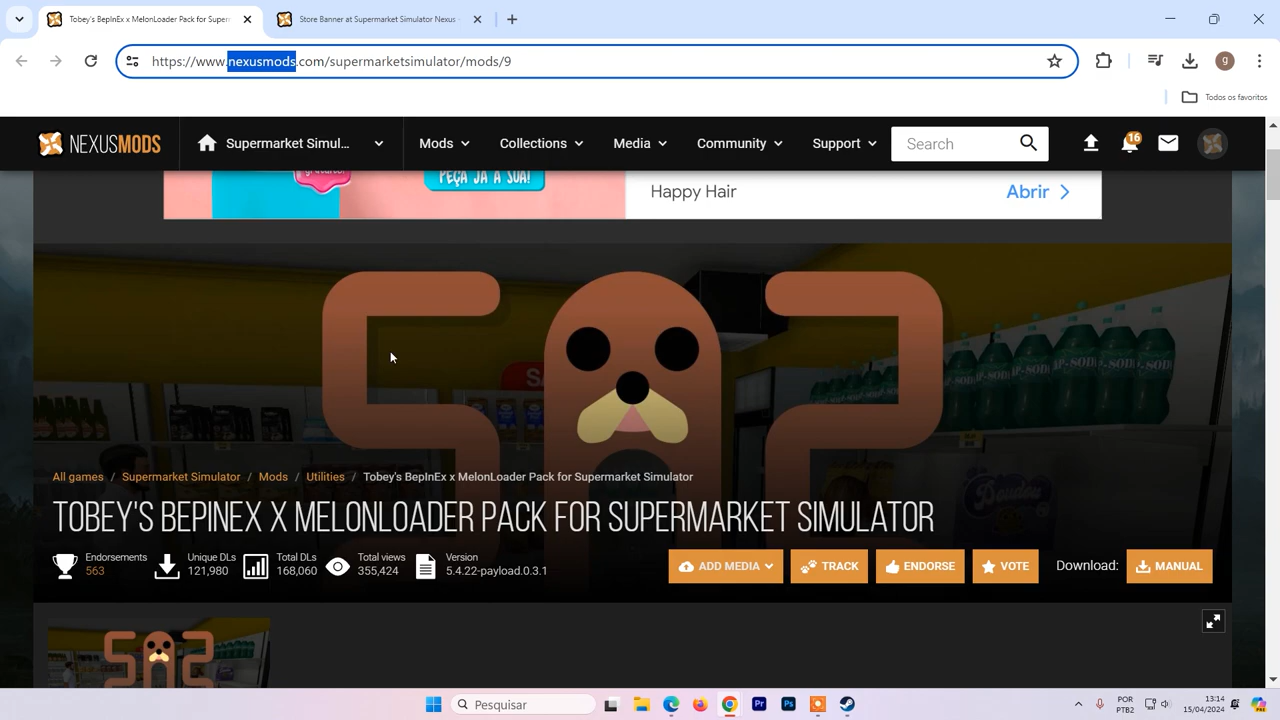 Tobey's BepInEx x MelonLoader Pack for Super
Store Banner at Supermarket Simulator Nexus
https://www.nexusmods.com/supermarketsimulator/mods/9
g
Todos os favoritos
NEXUSMODS
Supermarket Simul...
Mods
Collections
Media
Community
Support
Search
16
PEÇA JÁ A SUA!
Happy Hair
Abrir
All games / Supermarket Simulator / Mods / Utilities / Tobey's BepInEx x MelonLoader Pack for Supermarket Simulator
TOBEY'S BEPINEX X MELONLOADER PACK FOR SUPERMARKET SIMULATOR
Endorsements
563
Unique DLs
121,980
Total DLs
168,060
Total views
355,424
Version
5.4.22-payload.0.3.1
ADD MEDIA
TRACK
ENDORSE
VOTE
Download:
MANUAL
Pesquisar
POR
PTB2
13:14
15/04/2024